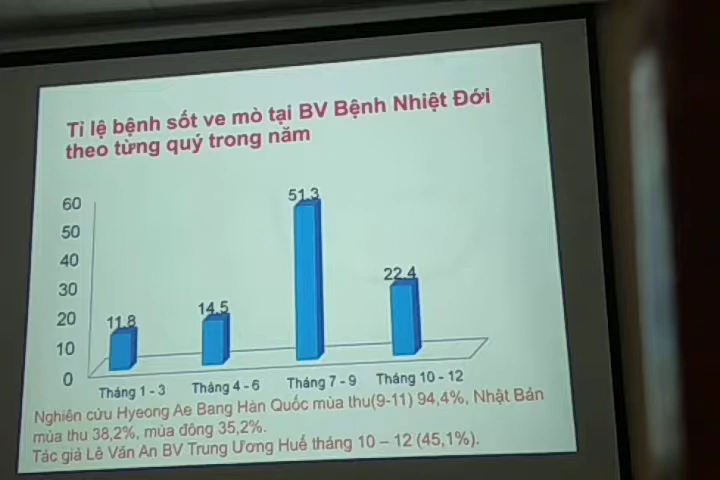 Tỉ lệ bệnh sốt ve mò tại BV Bệnh Nhiệt Đới
theo từng quý trong năm
60
50
40
30
20
10
0
11.8
14.5
51.3
22.4
Tháng 1 - 3
Tháng 4 - 6
Tháng 7 - 9
Tháng 10 - 12
Nghiên cứu Hyeong Ae Bang Hàn Quốc mùa thu(9-11) 94,4%, Nhật Bản
mùa thu 38,2%, mùa đông 35,2%.
Tác giả Lê Văn An BV Trung Ương Huế tháng 10 – 12 (45,1%).